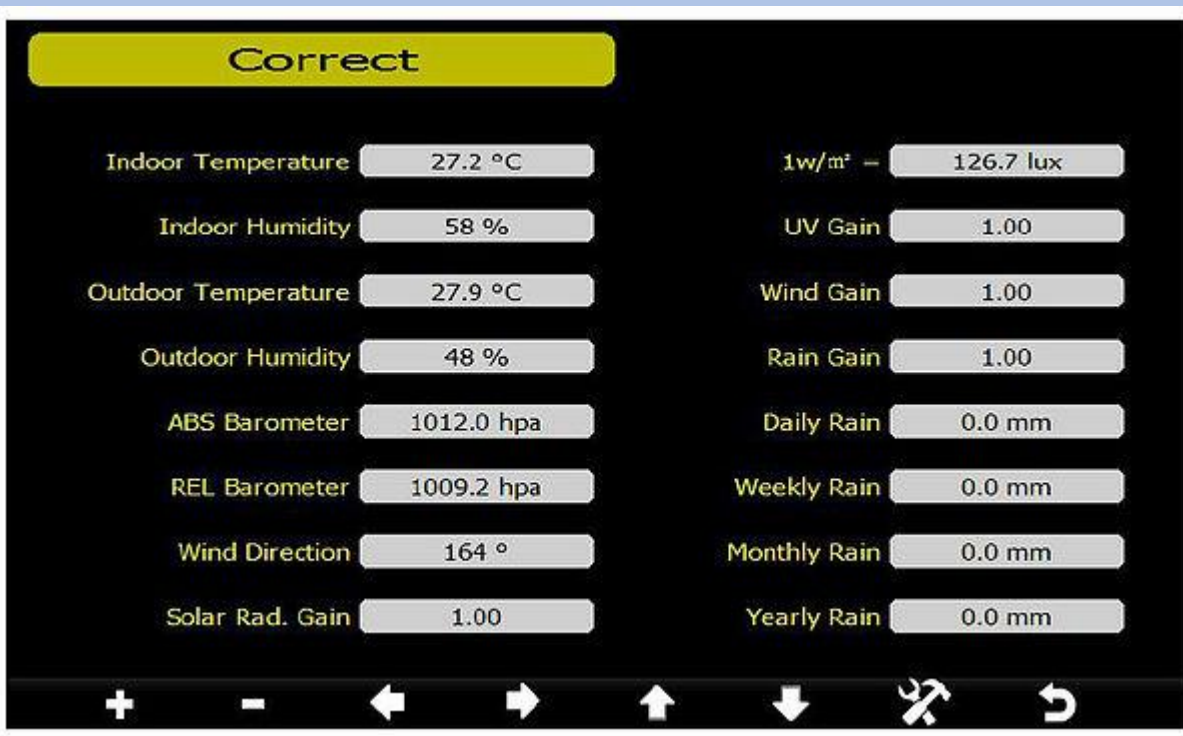 Correct
Indoor Temperature 27.2 °C
Indoor Humidity 58 %
Outdoor Temperature 27.9 °C
Outdoor Humidity 48 %
ABS Barometer 1012.0 hpa
REL Barometer 1009.2 hpa
Wind Direction 164 °
Solar Rad. Gain 1.00
1w/m² = 126.7 lux
UV Gain 1.00
Wind Gain 1.00
Rain Gain 1.00
Daily Rain 0.0 mm
Weekly Rain 0.0 mm
Monthly Rain 0.0 mm
Yearly Rain 0.0 mm